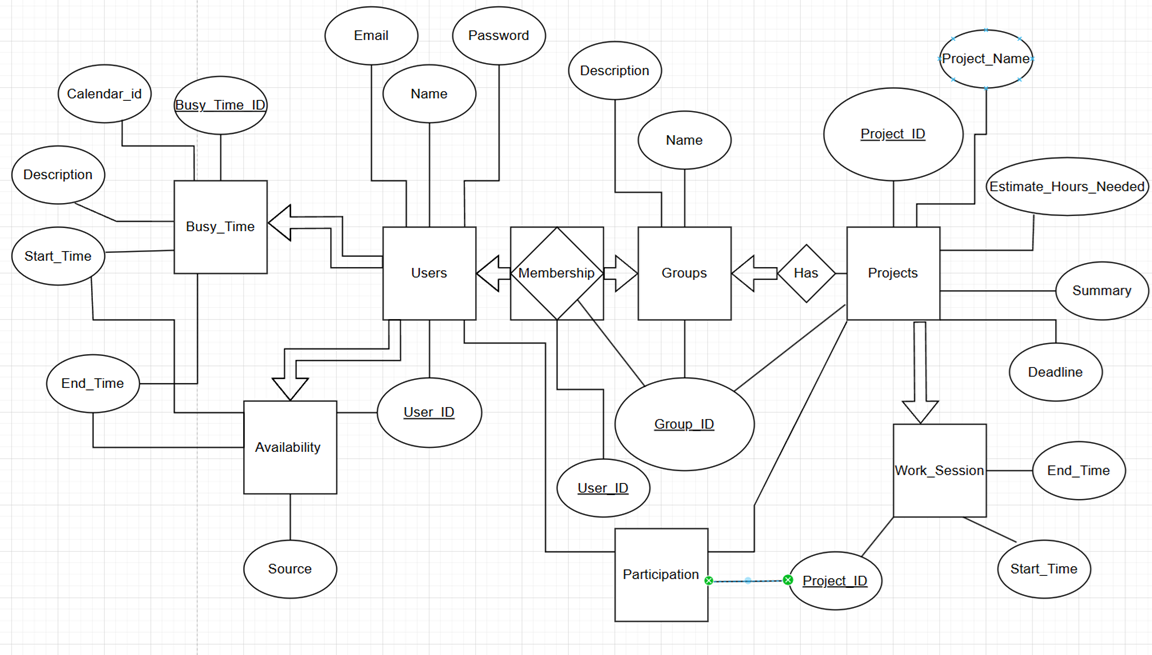 Email
Password
Project_Name
Description
Calendar_id
Name
Busy_Time_ID
Project_ID
Name
Description
Estimate_Hours_Needed
Busy_Time
Start_Time
Users
Membership
Groups
Has
Projects
Summary
End_Time
Deadline
User_ID
Group_ID
Availability
Work_Session
End_Time
User_ID
Source
Participation
Project_ID
Start_Time